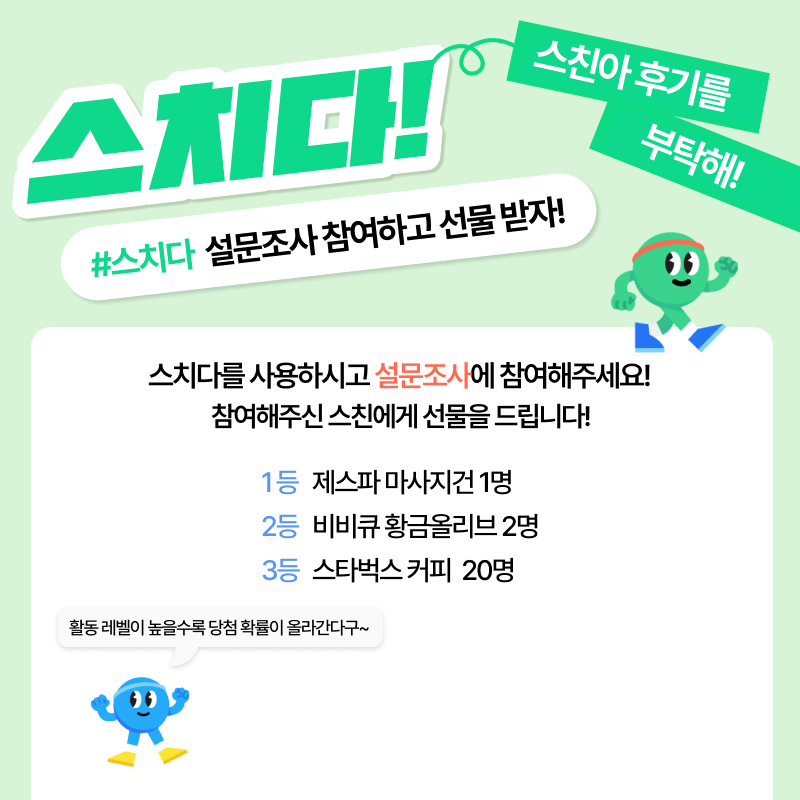 스치다!
스친아 후기를
부탁해!
#스치다 설문조사 참여하고 선물 받자!
스치다를 사용하시고 설문조사에 참여해주세요!
참여해주신 스친에게 선물을 드립니다!
1등 제스파 마사지건 1명
2등 비비큐 황금올리브 2명
3등 스타벅스 커피 20명
활동 레벨이 높을수록 당첨 확률이 올라간다구~